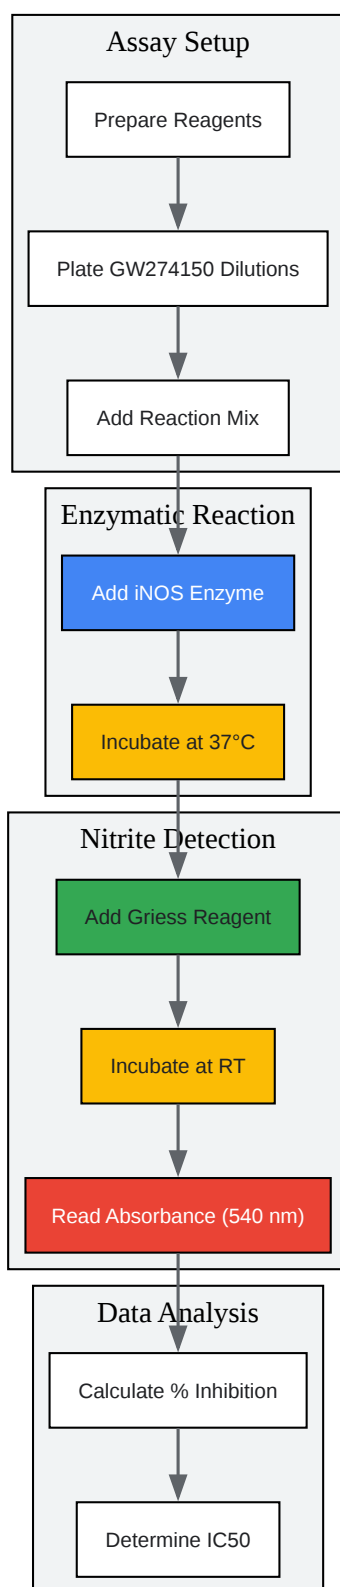 Assay Setup
Prepare Reagents
Plate GW274150 Dilutions
Add Reaction Mix
Enzymatic Reaction
Add iNOS Enzyme
Incubate at 37°C
Nitrite Detection
Add Griess Reagent
Incubate at RT
Read Absorbance (540 nm)
Data Analysis
Calculate % Inhibition
Determine IC50